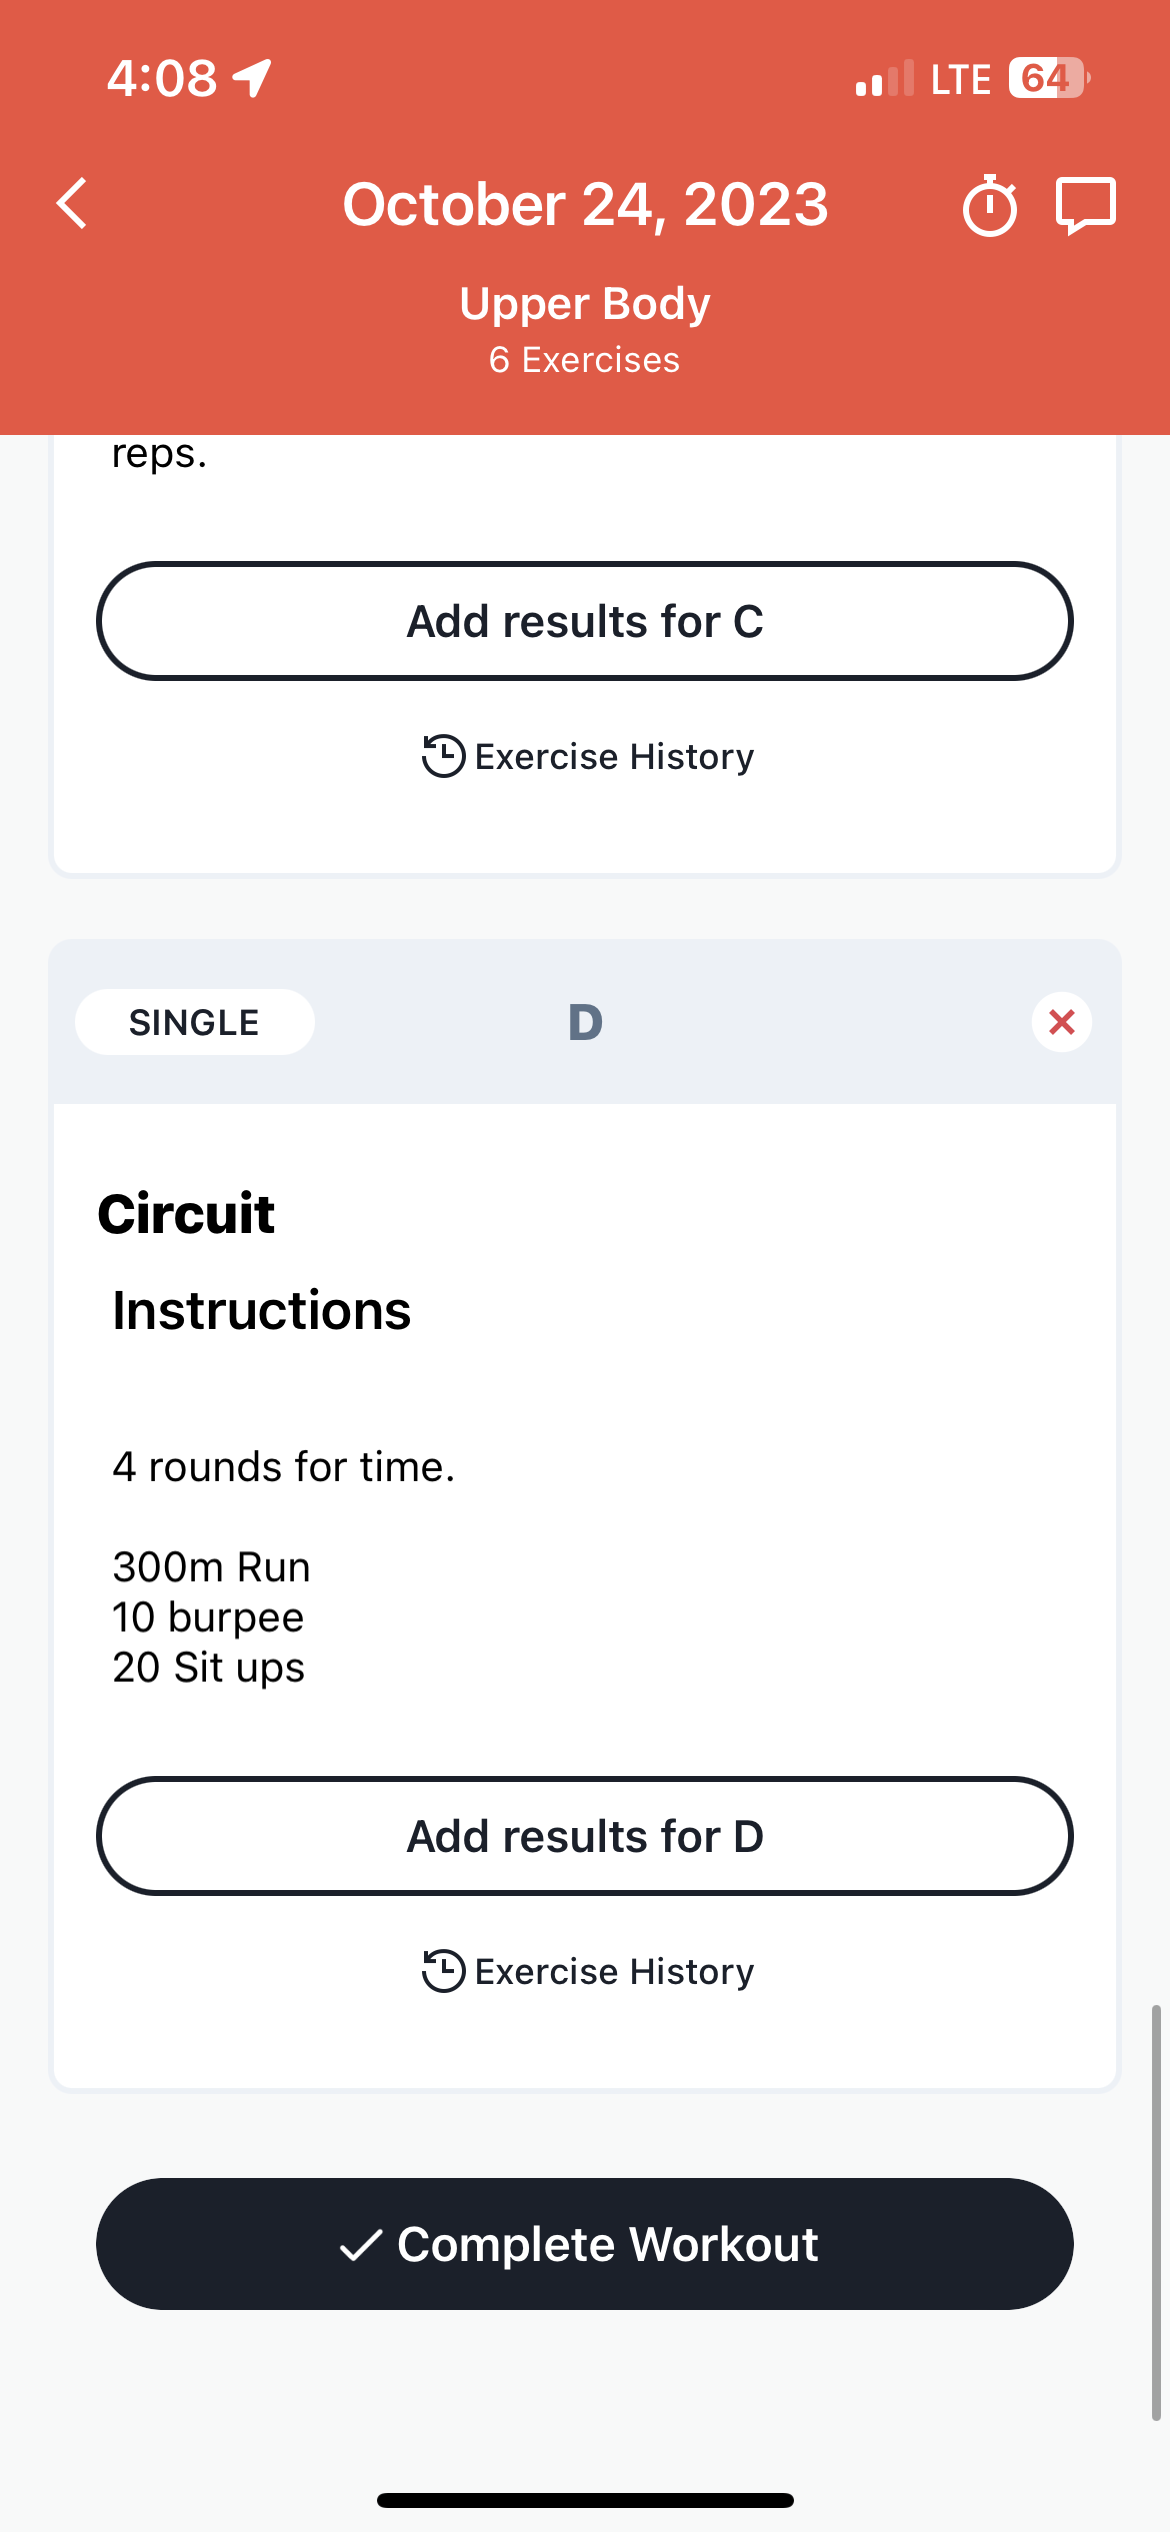 4:08
LTE 64
October 24, 2023
Upper Body
6 Exercises
reps.
Add results for C
Exercise History
SINGLE
D
Circuit
Instructions
4 rounds for time.
300m Run
10 burpee
20 Sit ups
Add results for D
Exercise History
Complete Workout